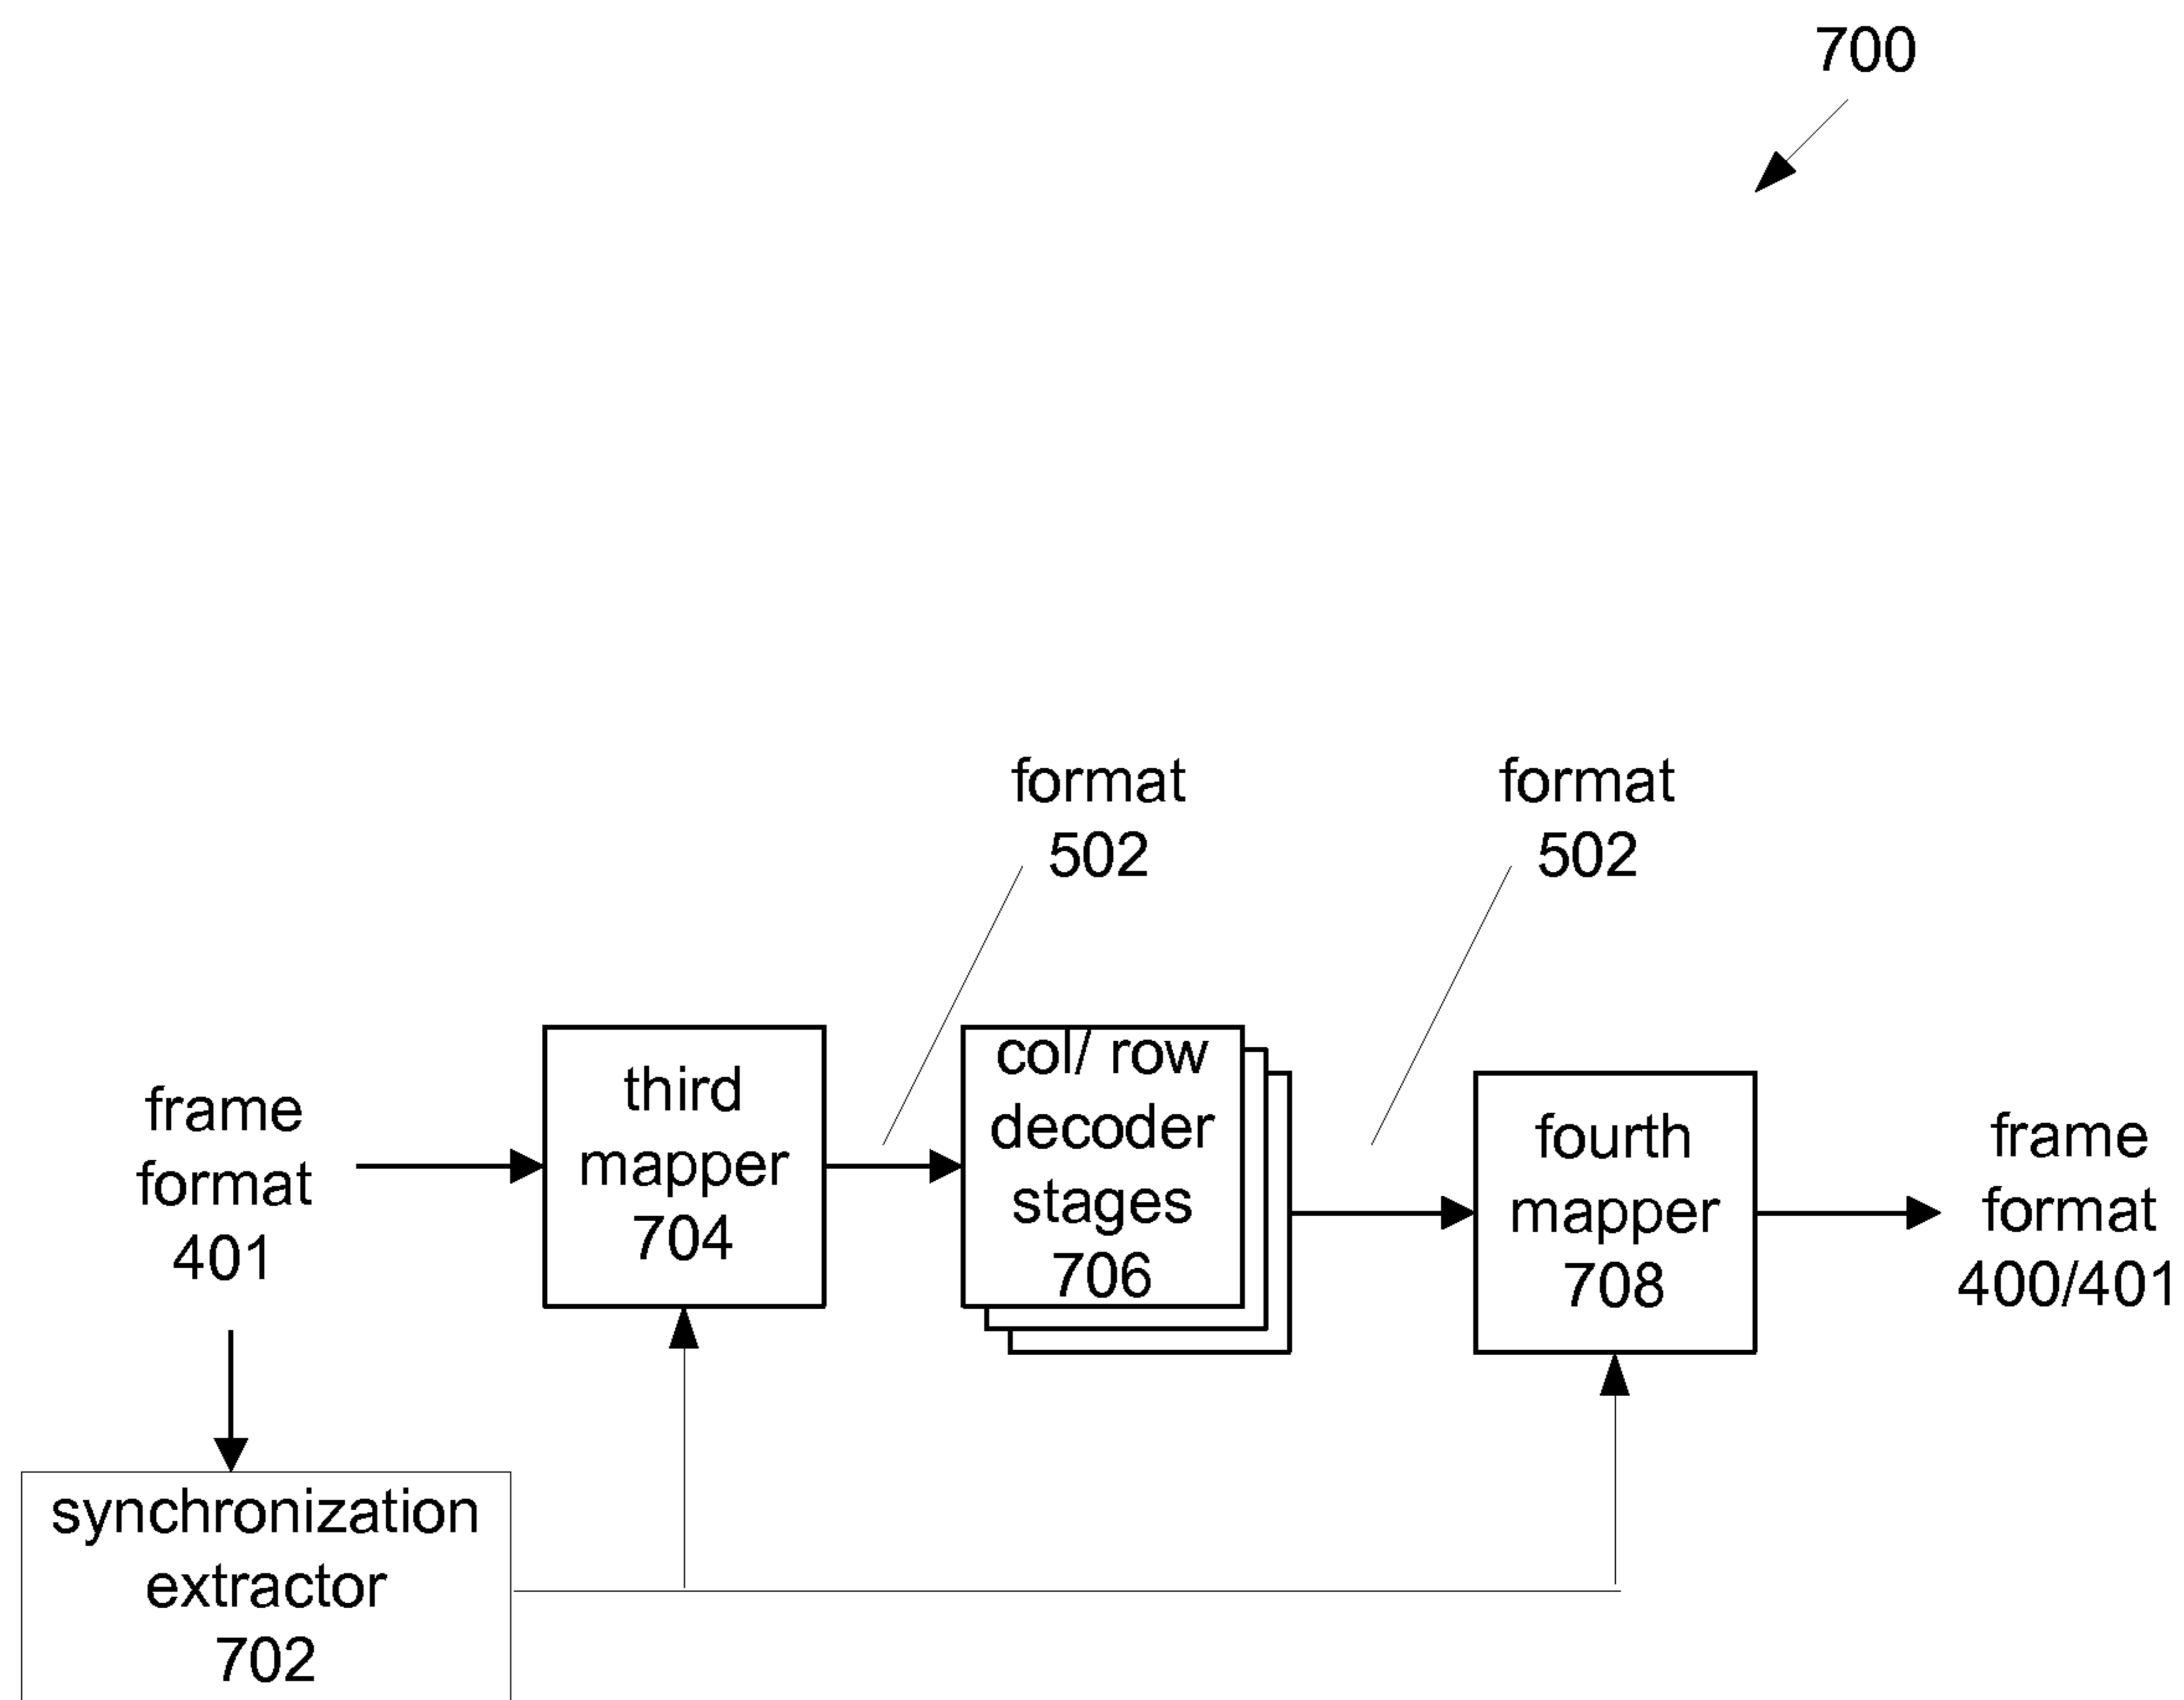 700
format
502
format
502
frame
format
401
third
mapper
704
col/ row
decoder
stages
706
fourth
mapper
708
frame
format
400/401
synchronization
extractor
702